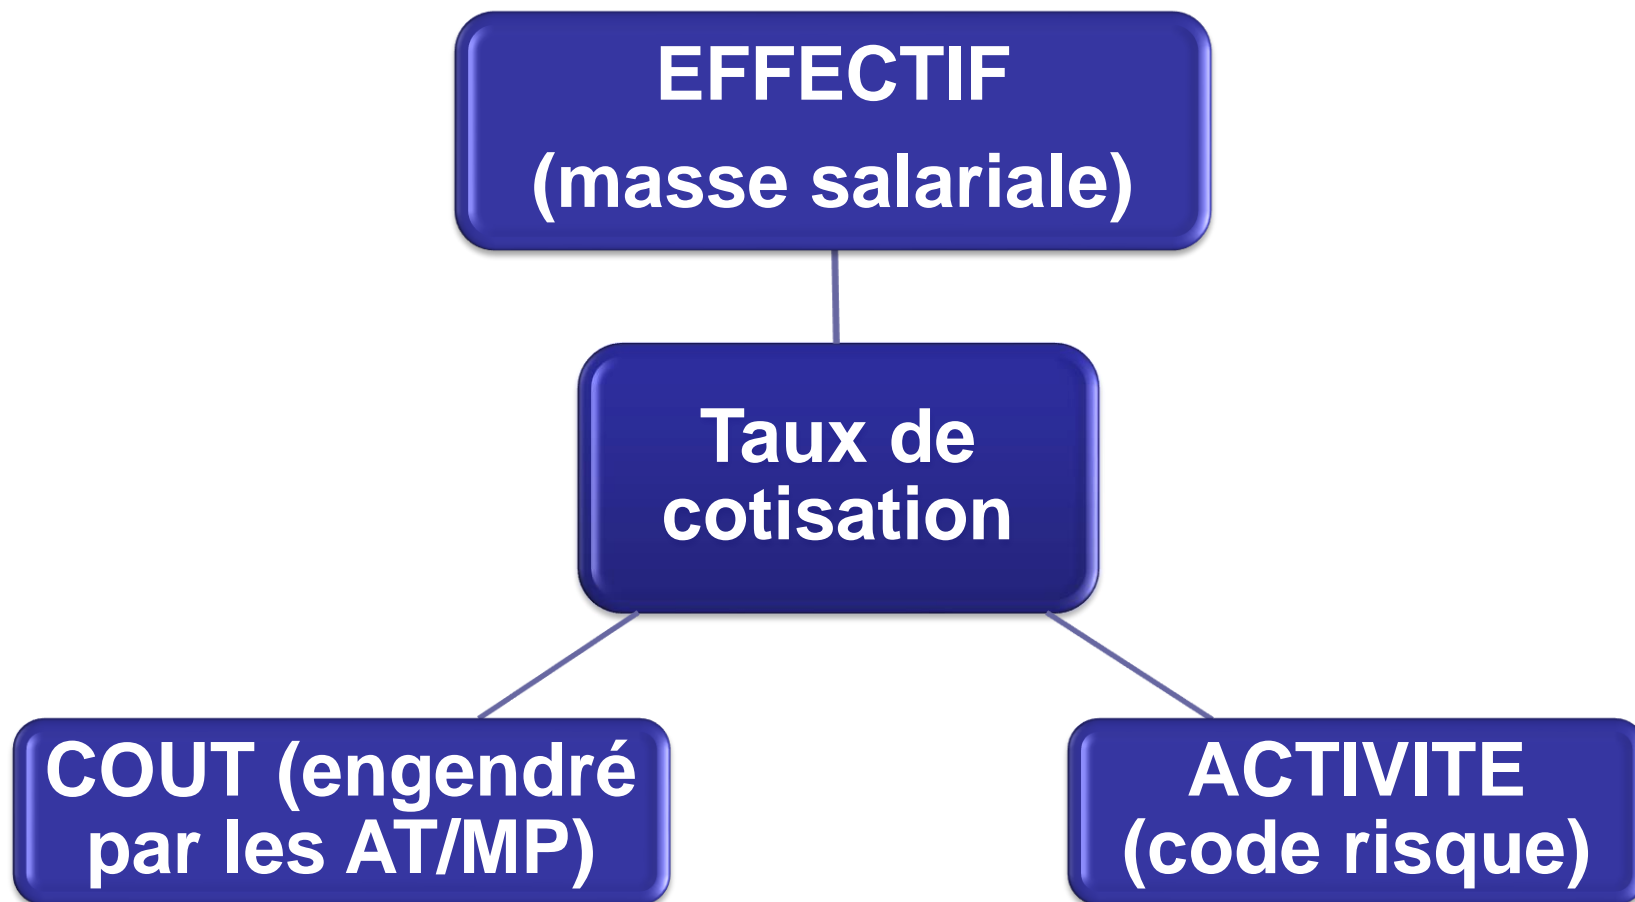 EFFECTIF
(masse salariale)
Taux de
cotisation
COUT (engendré
par les AT/MP)
ACTIVITE
(code risque)